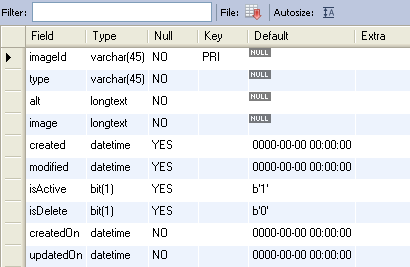 Filter: File: Autosize:
Field Type Null Key Default Extra
imageId varchar(45) NO PRI NULL
type varchar(45) NO NULL
alt longtext NO NULL
image longtext NO NULL
created datetime YES 0000-00-00 00:00:00
modified datetime YES 0000-00-00 00:00:00
isActive bit(1) YES b'1'
isDelete bit(1) YES b'0'
createdOn datetime NO 0000-00-00 00:00:00
updatedOn datetime NO 0000-00-00 00:00:00